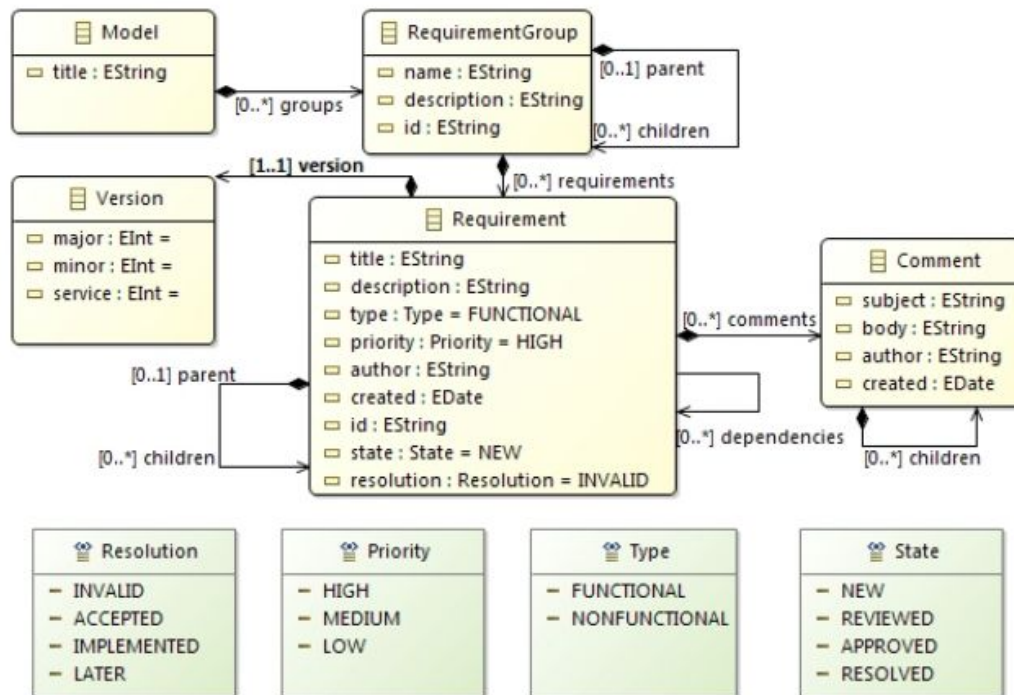 Model
title : EString
[0..*] groups
RequirementGroup
name : EString
description : EString
id : EString
[0..1] parent
[0..*] children
[1..1] version
[0..*] requirements
Version
major : EInt =
minor : EInt =
service : EInt =
Requirement
title : EString
description : EString
type : Type = FUNCTIONAL
priority : Priority = HIGH
author : EString
created : EDate
id : EString
state : State = NEW
resolution : Resolution = INVALID
[0..1] parent
[0..*] children
[0..*] comments
[0..*] dependencies
Comment
subject : EString
body : EString
author : EString
created : EDate
[0..*] children
Resolution
INVALID
ACCEPTED
IMPLEMENTED
LATER
Priority
HIGH
MEDIUM
LOW
Type
FUNCTIONAL
NONFUNCTIONAL
State
NEW
REVIEWED
APPROVED
RESOLVED